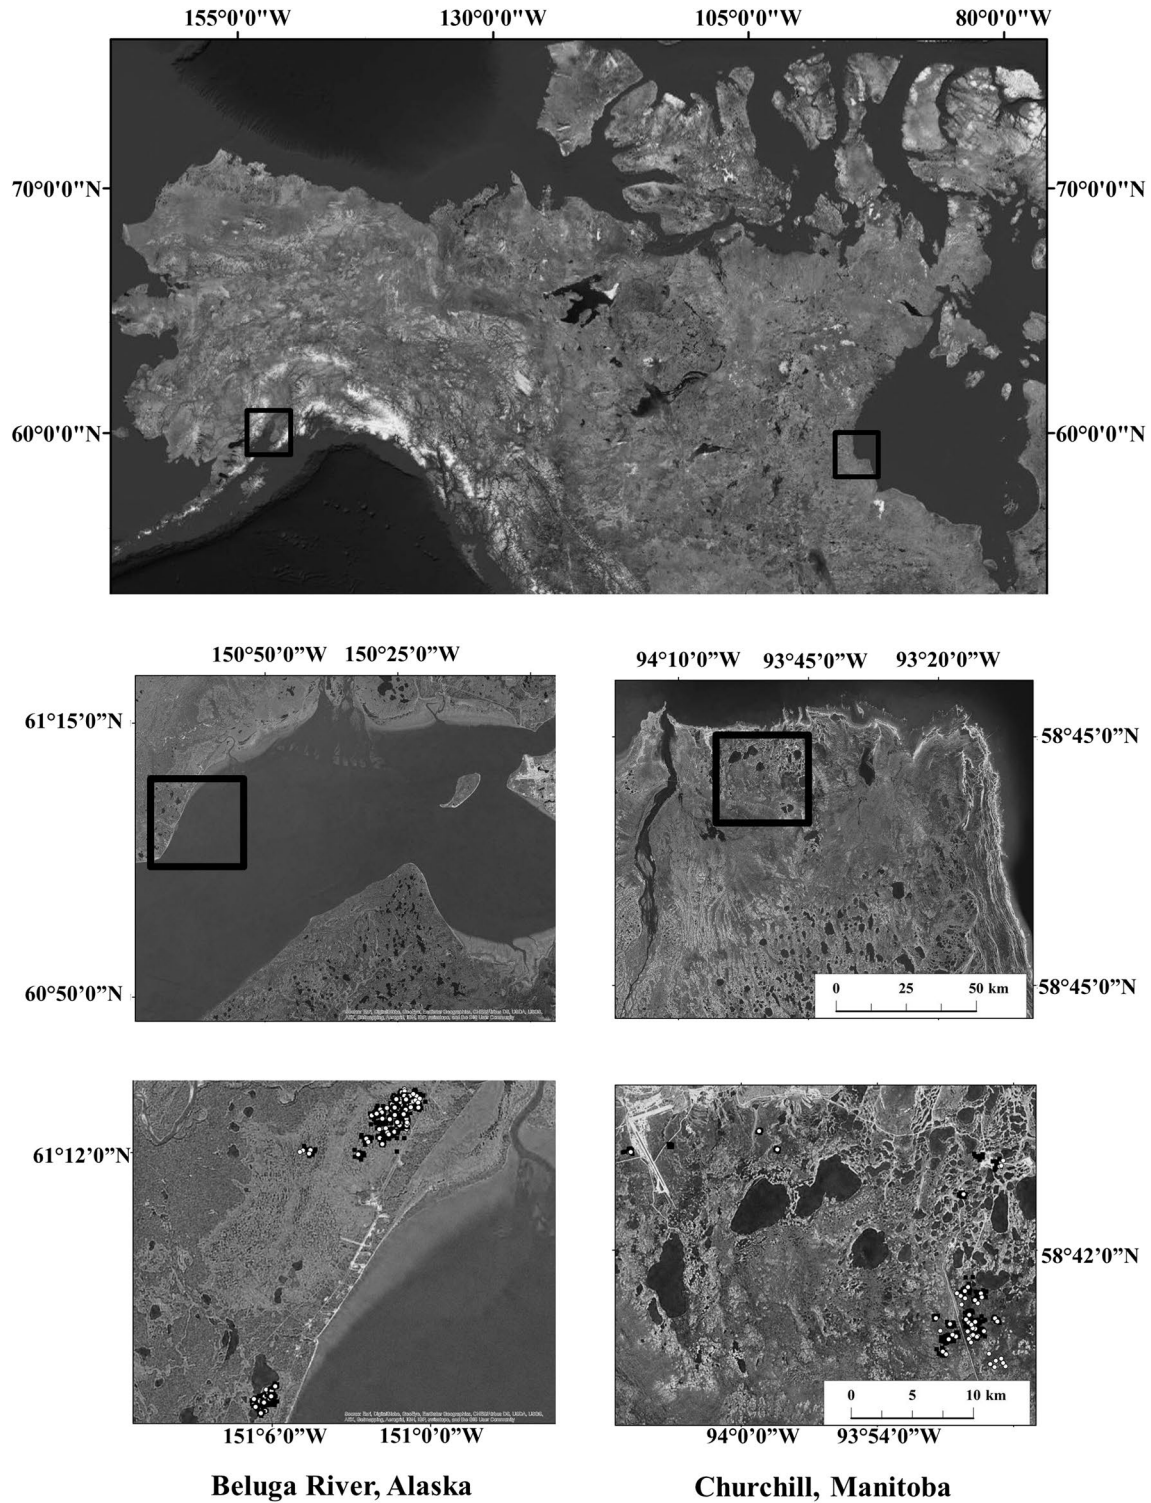 155°0'0"W 130°0'0"W 105°0'0"W 80°0'0"W
70°0'0"N 70°0'0"N
60°0'0"N 60°0'0"N
150°50’0”W 150°25’0”W
61°15’0”N
60°50’0”N
94°10’0”W 93°45’0”W 93°20’0”W
58°45’0”N
0 25 50 km
58°45’0”N
61°12’0”N
151°6’0”W 151°0’0”W
58°42’0”N
0 5 10 km
94°0’0”W 93°54’0”W
Beluga River, Alaska Churchill, Manitoba